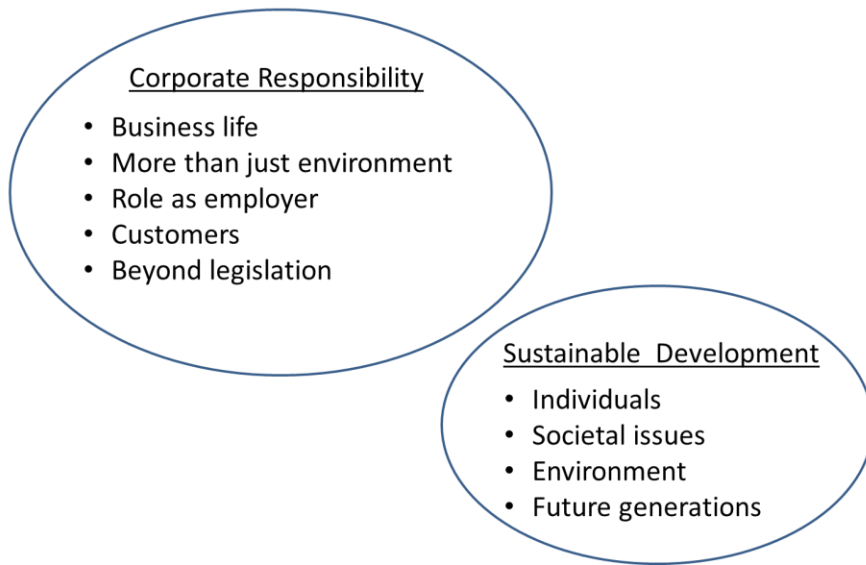 Corporate Responsibility
• Business life
• More than just environment
• Role as employer
• Customers
• Beyond legislation
Sustainable Development
• Individuals
• Societal issues
• Environment
• Future generations